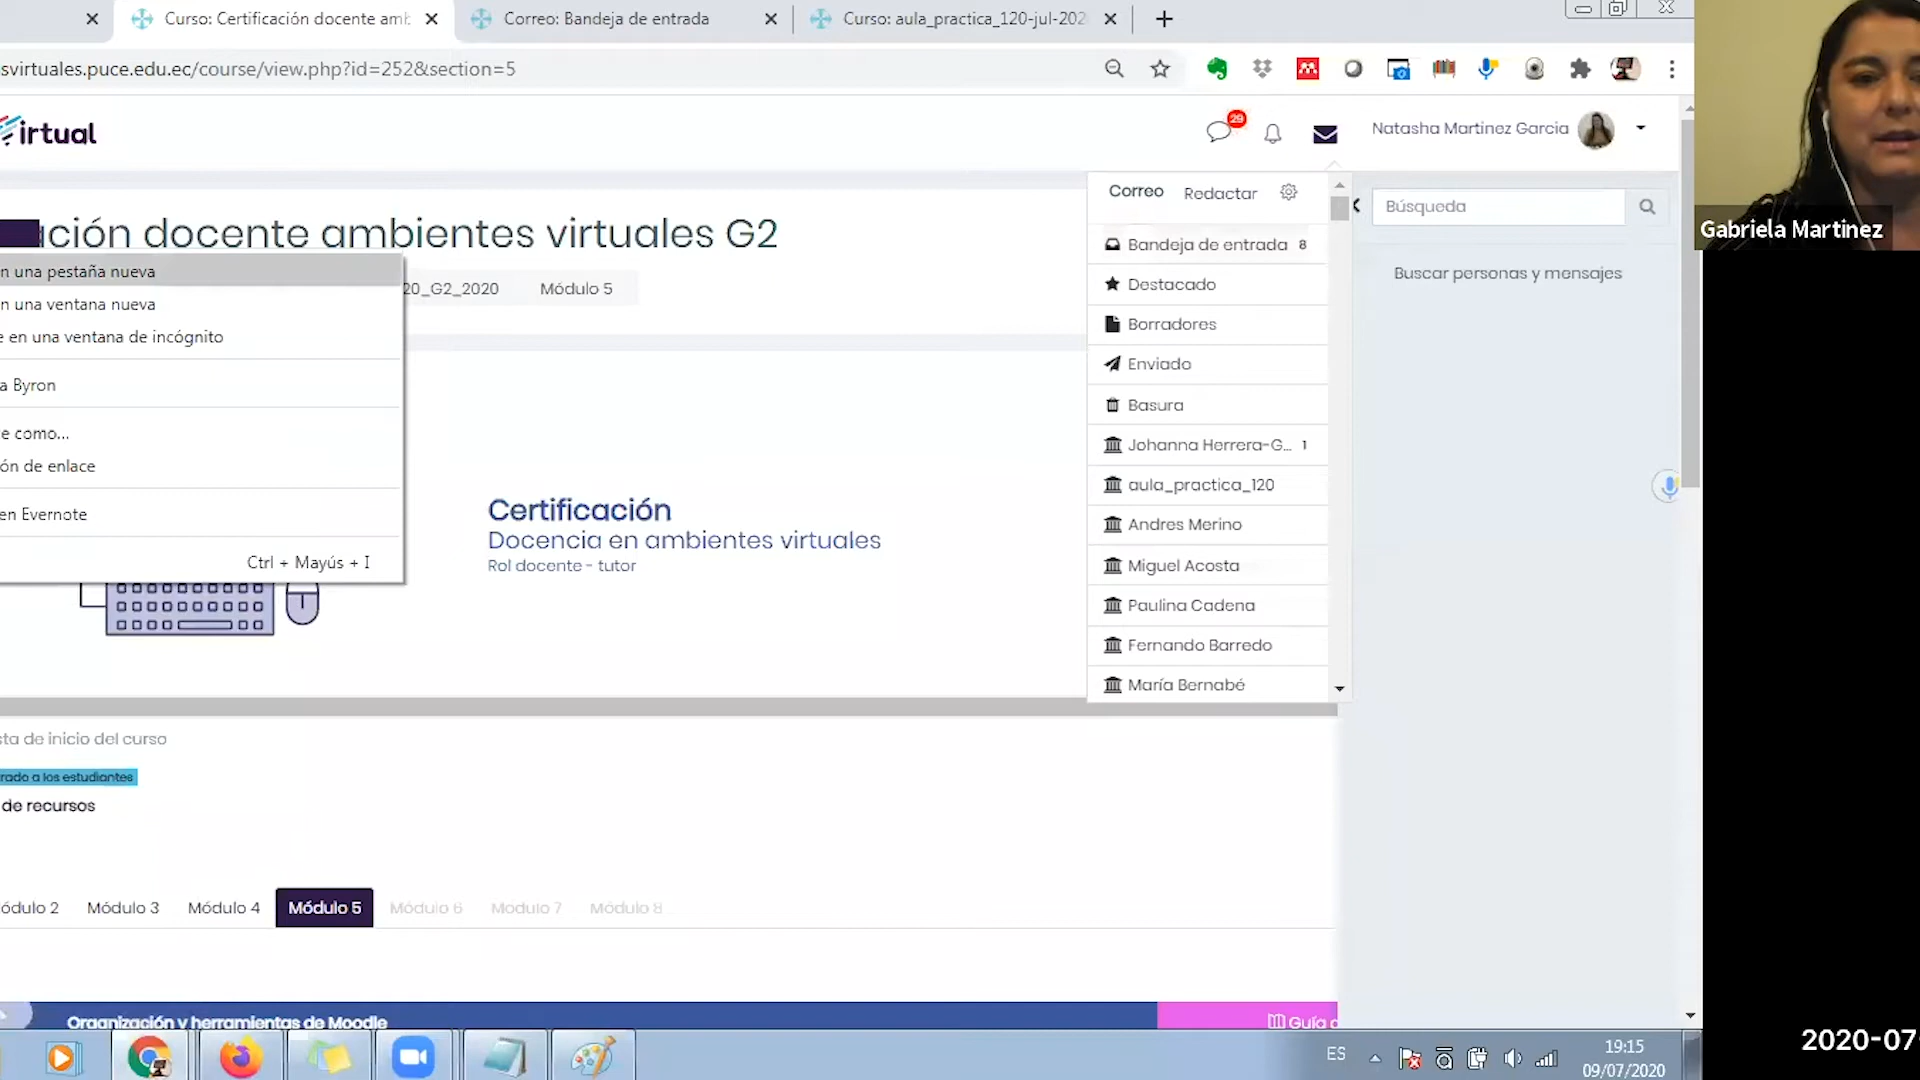 Curso: Certificación docente amb
Correo: Bandeja de entrada
Curso: aula_practica_120-jul-202
svirtuales.puce.edu.ec/course/view.php?id=252&section=5
irtual
29
Natasha Martinez Garcia
Correo
Redactar
Búsqueda
Gabriela Martinez
ción docente ambientes virtuales G2
Bandeja de entrada 8
n una pestaña nueva
Buscar personas y mensajes
20_G2_2020
Módulo 5
Destacado
n una ventana nueva
Borradores
e en una ventana de incógnito
Enviado
a Byron
Basura
e como...
Johanna Herrera-G... 1
ón de enlace
aula_practica_120
en Evernote
Certificación
Andres Merino
Docencia en ambientes virtuales
Ctrl + Mayús + I
Rol docente - tutor
Miguel Acosta
Paulina Cadena
Fernando Barredo
María Bernabé
sta de inicio del curso
rado a los estudiantes
de recursos
ódulo 2
Módulo 3
Módulo 4
Módulo 5
Módulo 6
Modulo 7
Módulo 8
Organización y herramientas de Moodle
Guía d
ES
19:15
09/07/2020
2020-07